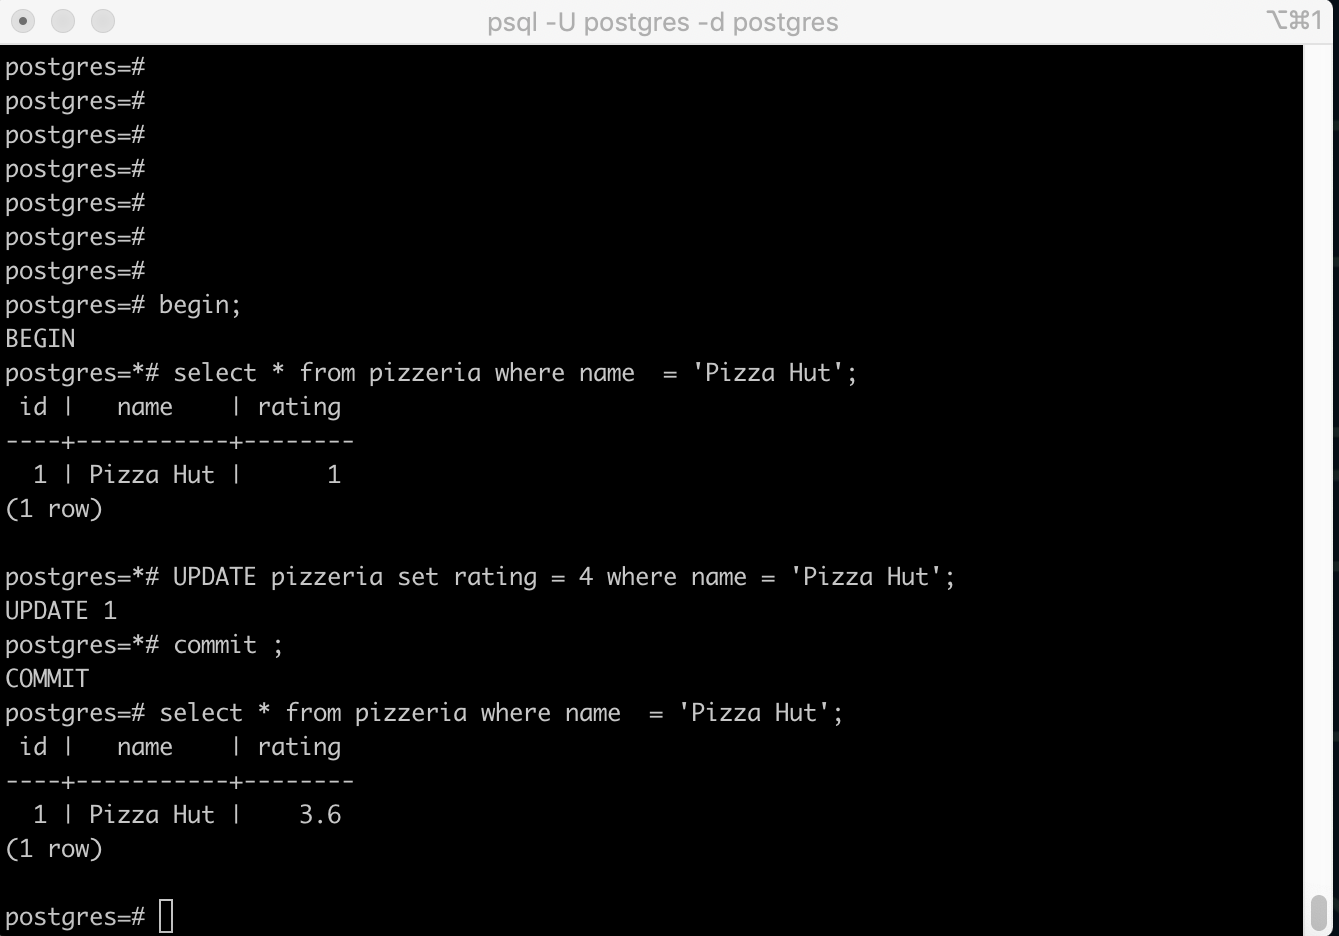 psql -U postgres -d postgres
⌥⌘1
postgres=#
postgres=#
postgres=#
postgres=#
postgres=#
postgres=#
postgres=#
postgres=# begin;
BEGIN
postgres=*# select * from pizzeria where name  = 'Pizza Hut';
 id |   name    | rating
----+-----------+--------
  1 | Pizza Hut |      1
(1 row)

postgres=*# UPDATE pizzeria set rating = 4 where name = 'Pizza Hut';
UPDATE 1
postgres=*# commit ;
COMMIT
postgres=# select * from pizzeria where name  = 'Pizza Hut';
 id |   name    | rating
----+-----------+--------
  1 | Pizza Hut |    3.6
(1 row)

postgres=#